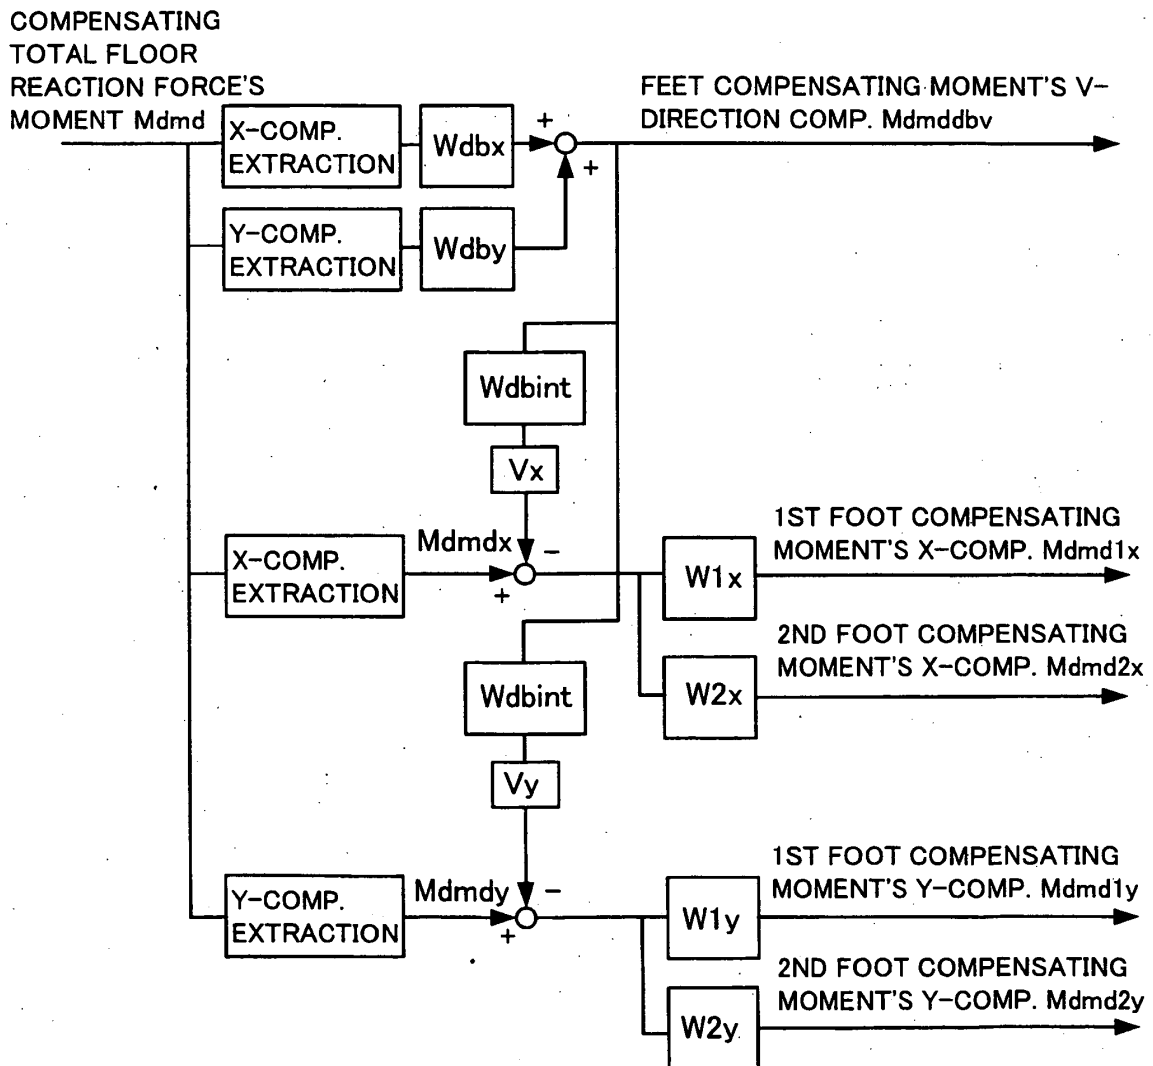 COMPENSATING
TOTAL FLOOR
REACTION FORCE'S
MOMENT Mdmd
FEET COMPENSATING MOMENT'S V-
DIRECTION COMP. Mdmddbv
X-COMP.
EXTRACTION
Wdbx
+
+
Y-COMP.
EXTRACTION
Wdby
Wdbint
Vx
X-COMP.
EXTRACTION
Mdmdx
-
+
W1x
1ST FOOT COMPENSATING
MOMENT'S X-COMP. Mdmd1x
W2x
2ND FOOT COMPENSATING
MOMENT'S X-COMP. Mdmd2x
Wdbint
Vy
Y-COMP.
EXTRACTION
Mdmdy
-
+
W1y
1ST FOOT COMPENSATING
MOMENT'S Y-COMP. Mdmd1y
W2y
2ND FOOT COMPENSATING
MOMENT'S Y-COMP. Mdmd2y